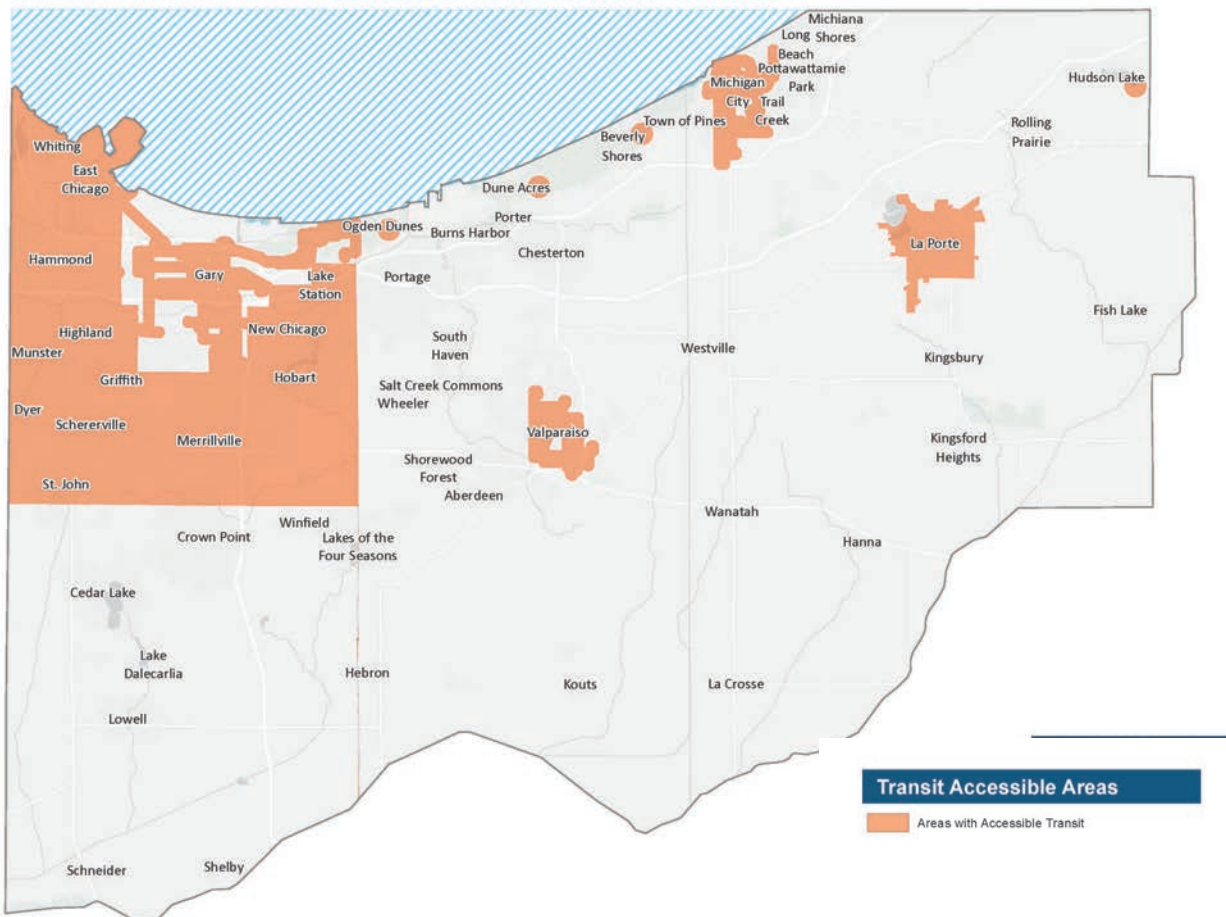 Michiana
Shores
Long
Beach
Pottawattamie
Park
Michigan
City
Trail
Creek
Hudson Lake
Town of Pines
Rolling
Prairie
Beverly
Shores
Whiting
East
Chicago
Dune Acres
Porter
Ogden Dunes
Burns Harbor
La Porte
Chesterton
Hammond
Gary
Lake
Station
Portage
Fish Lake
Highland
New Chicago
South
Haven
Westville
Munster
Kingsbury
Griffith
Hobart
Salt Creek Commons
Wheeler
Dyer
Schererville
Merrillville
Valparaiso
Kingsford
Heights
Shorewood
Forest
Aberdeen
St. John
Wanatah
Winfield
Crown Point
Lakes of the
Four Seasons
Hanna
Cedar Lake
Lake
Dalecarlia
Hebron
Kouts
La Crosse
Lowell
Transit Accessible Areas
Areas with Accessible Transit
Schneider
Shelby